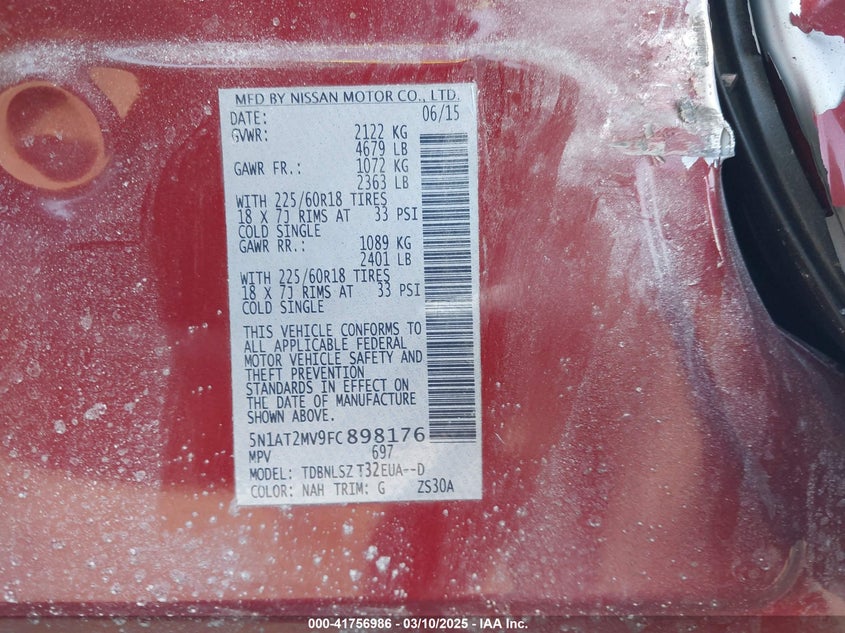 MFD BY NISSAN MOTOR CO., LTD.
DATE: 06/15
GVWR: 2122 KG
4679 LB
GAWR FR.: 1072 KG
2363 LB
WITH 225/60R18 TIRES
18 X 7J RIMS AT 33 PSI
COLD SINGLE
GAWR RR.: 1089 KG
2401 LB
WITH 225/60R18 TIRES
18 X 7J RIMS AT 33 PSI
COLD SINGLE
THIS VEHICLE CONFORMS TO
ALL APPLICABLE FEDERAL
MOTOR VEHICLE SAFETY AND
THEFT PREVENTION
STANDARDS IN EFFECT ON
THE DATE OF MANUFACTURE
SHOWN ABOVE.
5N1AT2MV9FC898176
MPV 697
MODEL: TDBNLSZ T32EUA--D
COLOR: NAH TRIM: G ZS30A
000-41756986 - 03/10/2025 - IAA Inc.